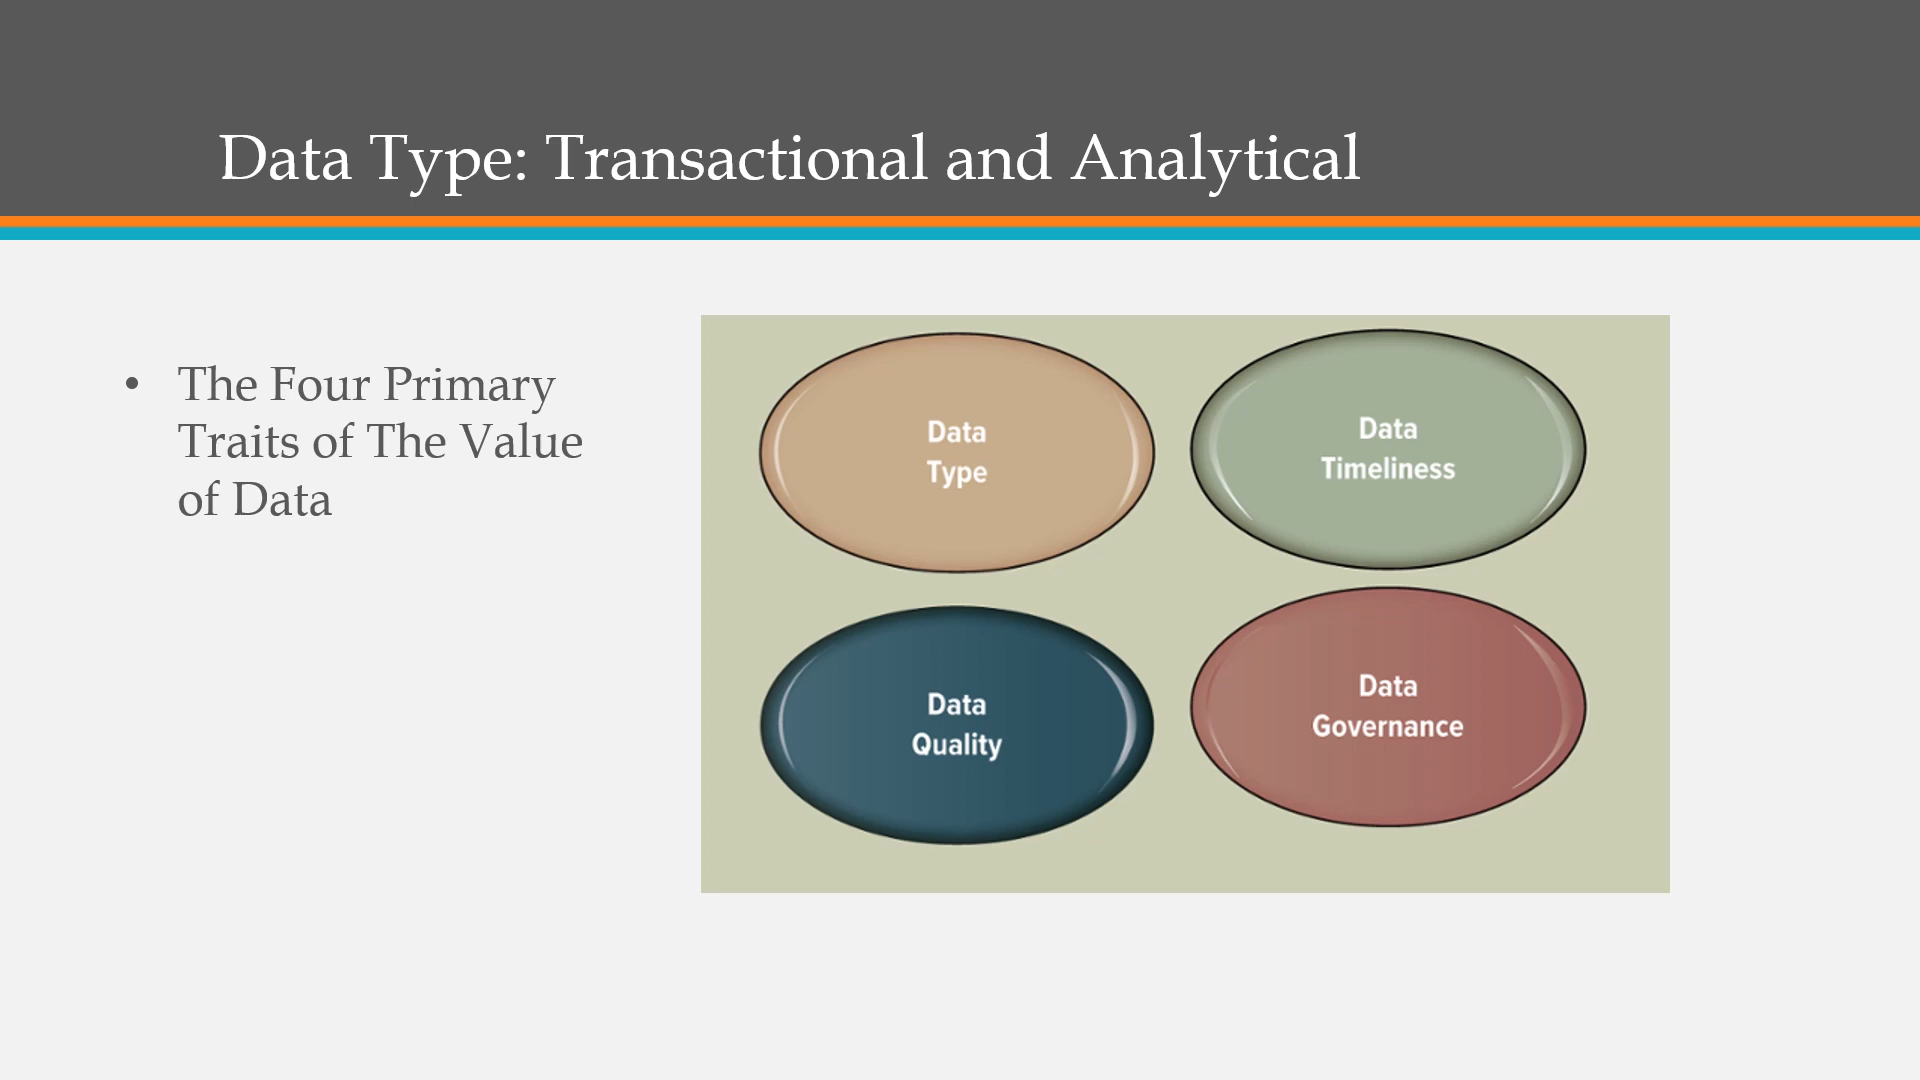 Data Type: Transactional and Analytical
• The Four Primary
Traits of The Value
of Data
Data
Type
Data
Timeliness
Data
Quality
Data
Governance